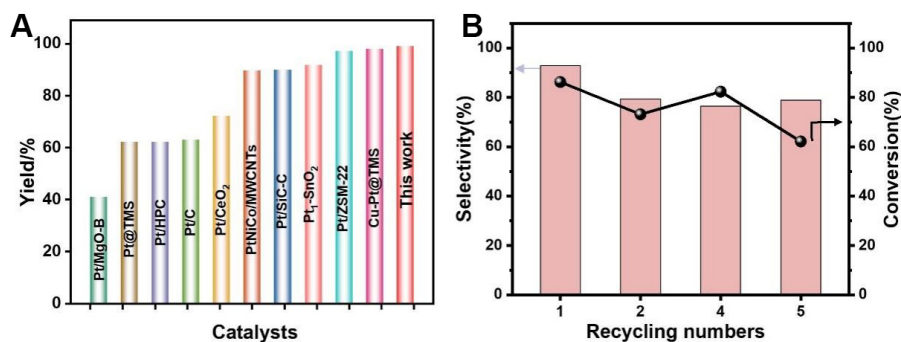 A
Yield/%
100
80
60
40
20
0
Pt/MgO-B
Pt@TMS
Pt/HPC
Pt/C
Pt/CeO₂
PtNiCo/MWCNTs
Pt/SiC-C
Pt₁-SnO₂
Pt/ZSM-22
Cu-Pt@TMS
This work
Catalysts
B
Selectivity(%)
100
80
60
40
20
0
1
2
4
5
Recycling numbers
100
80
60
40
20
0
Conversion(%)